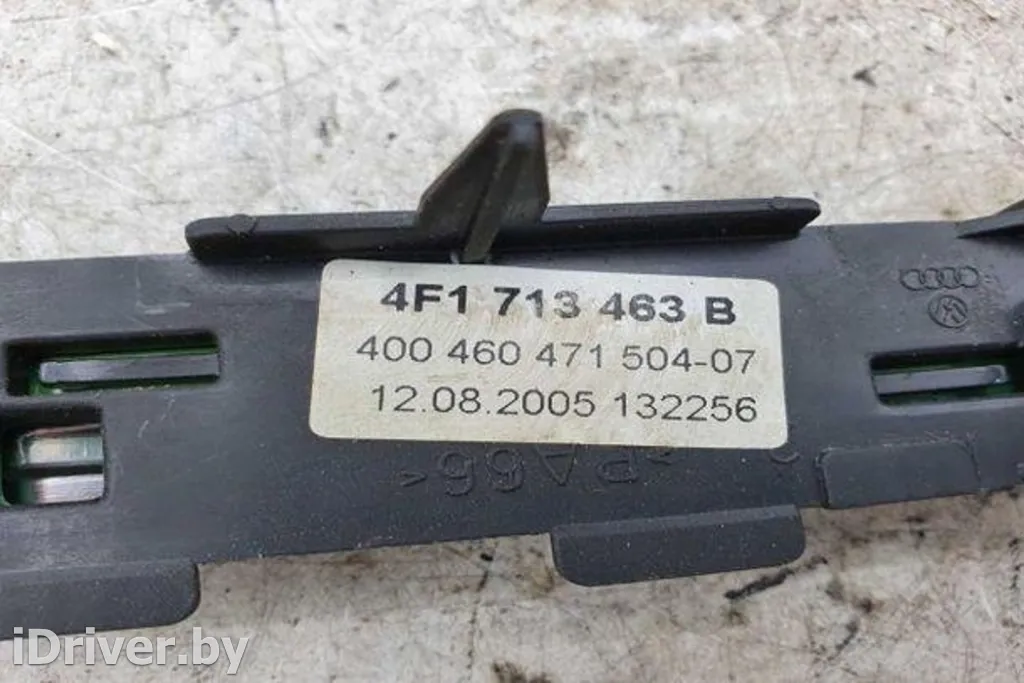 4F1 713 463 B
400 460 471 504-07
12.08.2005 132256
>PA66<
iDriver.by